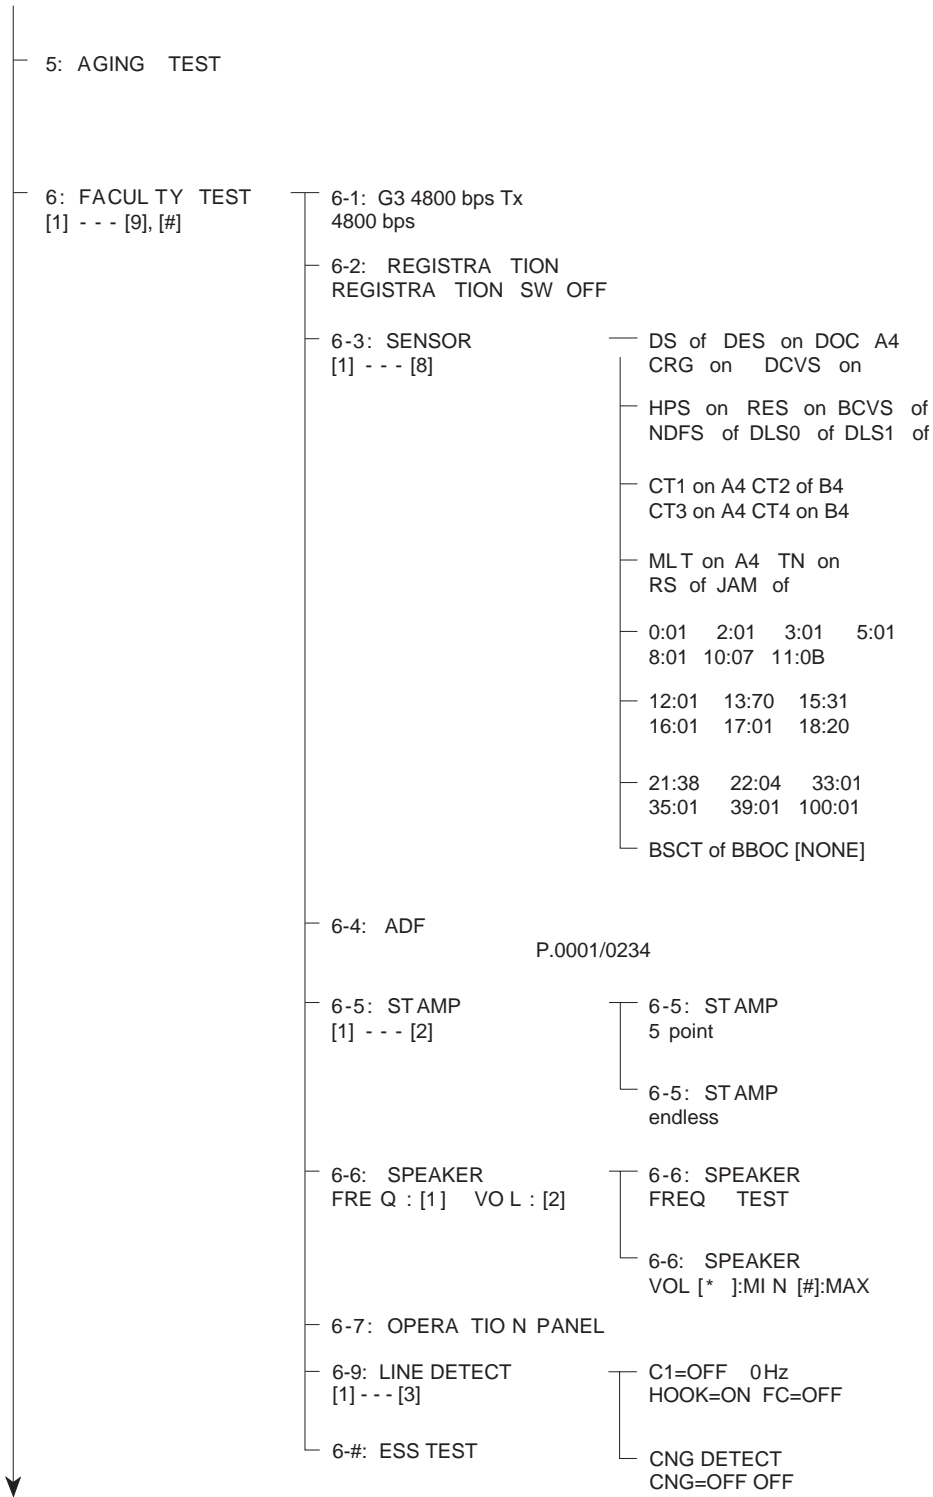 5: AGING TEST
6: FACULTY TEST
[1] - - - [9], [#]
6-1: G3 4800 bps Tx
4800 bps
6-2: REGISTRATION
REGISTRATION SW OFF
6-3: SENSOR
[1] - - - [8]
DS of DES on DOC A4
CRG on DCVS on
HPS on RES on BCVS of
NDFS of DLS0 of DLS1 of
CT1 on A4 CT2 of B4
CT3 on A4 CT4 on B4
MLT on A4 TN on
RS of JAM of
0:01 2:01 3:01 5:01
8:01 10:07 11:0B
12:01 13:70 15:31
16:01 17:01 18:20
21:38 22:04 33:01
35:01 39:01 100:01
BSCT of BBOC [NONE]
6-4: ADF
P.0001/0234
6-5: STAMP
[1] - - - [2]
6-5: STAMP
5 point
6-5: STAMP
endless
6-6: SPEAKER
FREQ : [1] VOL : [2]
6-6: SPEAKER
FREQ TEST
6-6: SPEAKER
VOL [* ]:MIN [#]:MAX
6-7: OPERATION PANEL
6-9: LINE DETECT
[1] - - - [3]
C1=OFF 0Hz
HOOK=ON FC=OFF
CNG DETECT
CNG=OFF OFF
6-#: ESS TEST